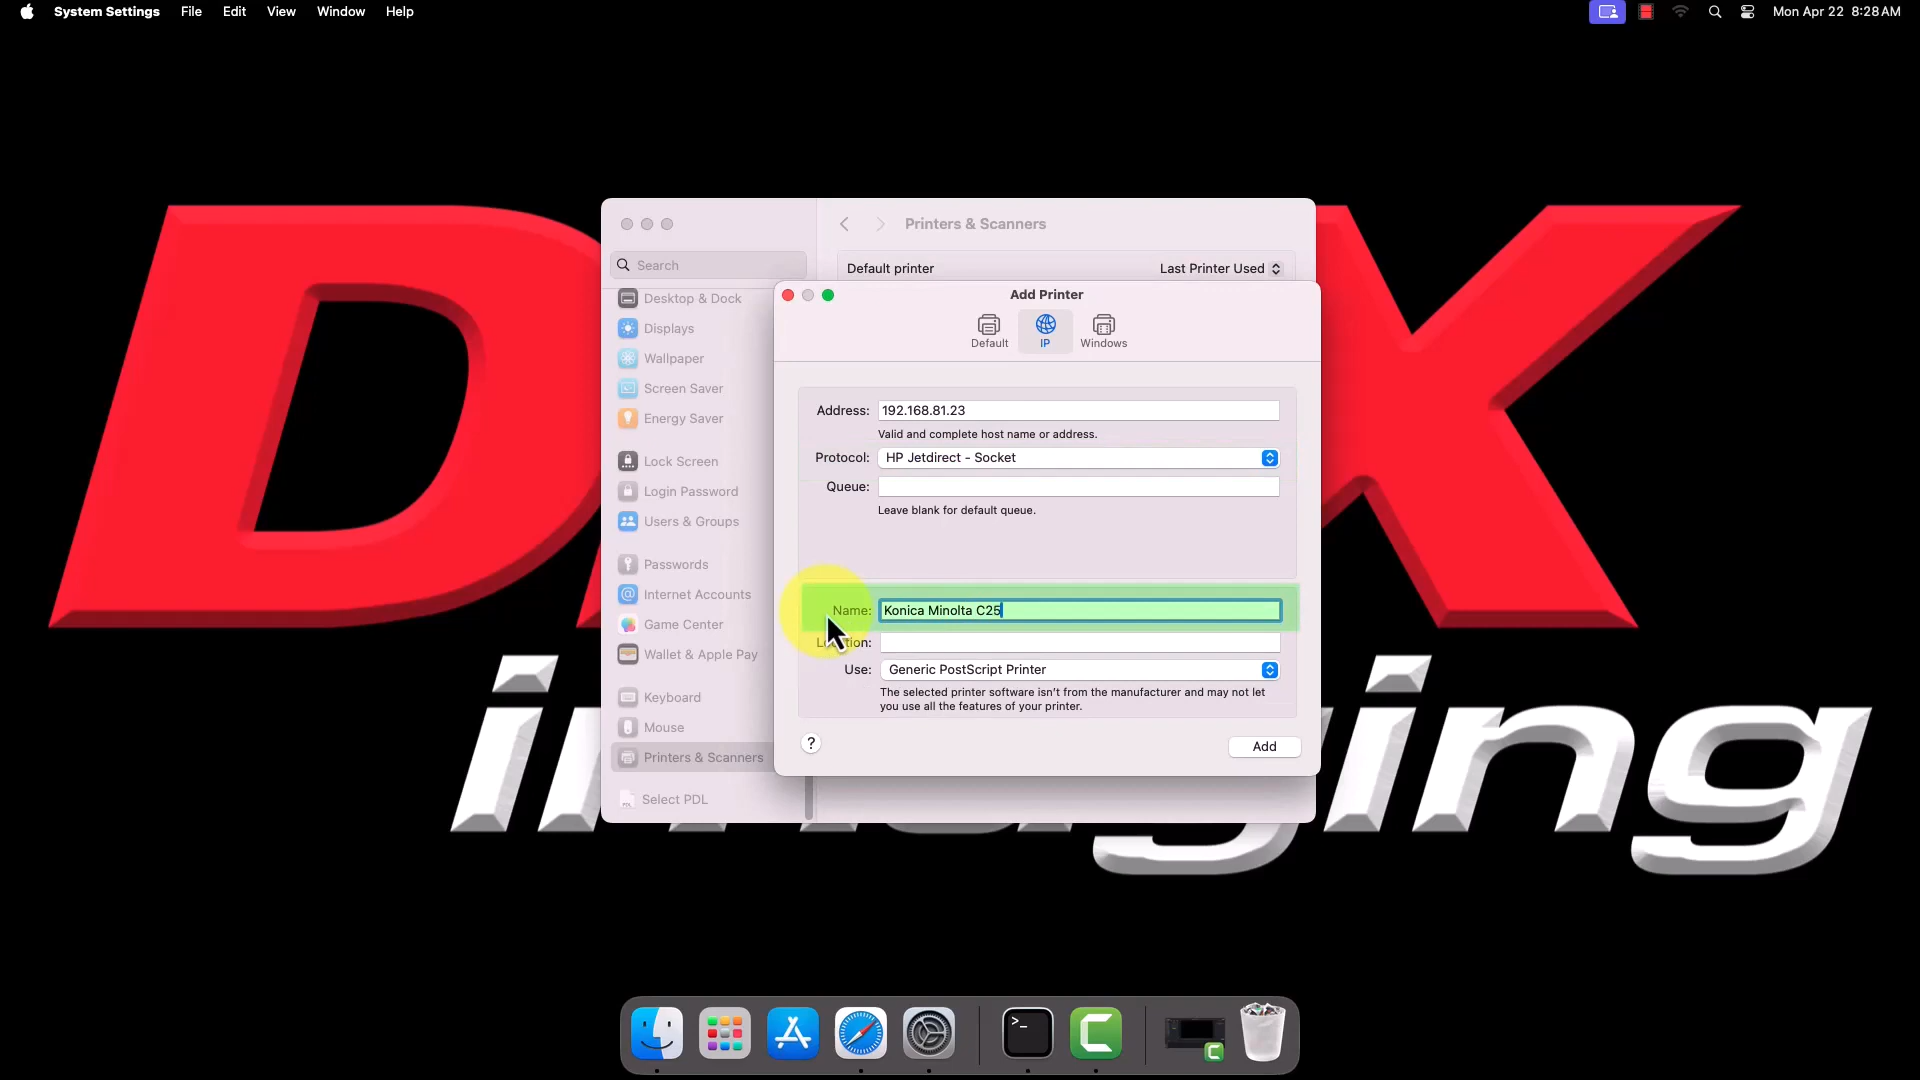 System Settings File Edit View Window Help
Mon Apr 22 8:28 AM
Printers & Scanners
Search
Default printer Last Printer Used
Desktop & Dock
Displays
Wallpaper
Screen Saver
Energy Saver
Lock Screen
Login Password
Users & Groups
Passwords
Internet Accounts
Game Center
Wallet & Apple Pay
Keyboard
Mouse
Printers & Scanners
Select PDL
Add Printer
Default IP Windows
Address: 192.168.81.23
Valid and complete host name or address.
Protocol: HP Jetdirect - Socket
Queue:
Leave blank for default queue.
Name: Konica Minolta C25
Use: Generic PostScript Printer
The selected printer software isn't from the manufacturer and may not let
you use all the features of your printer.
? Add